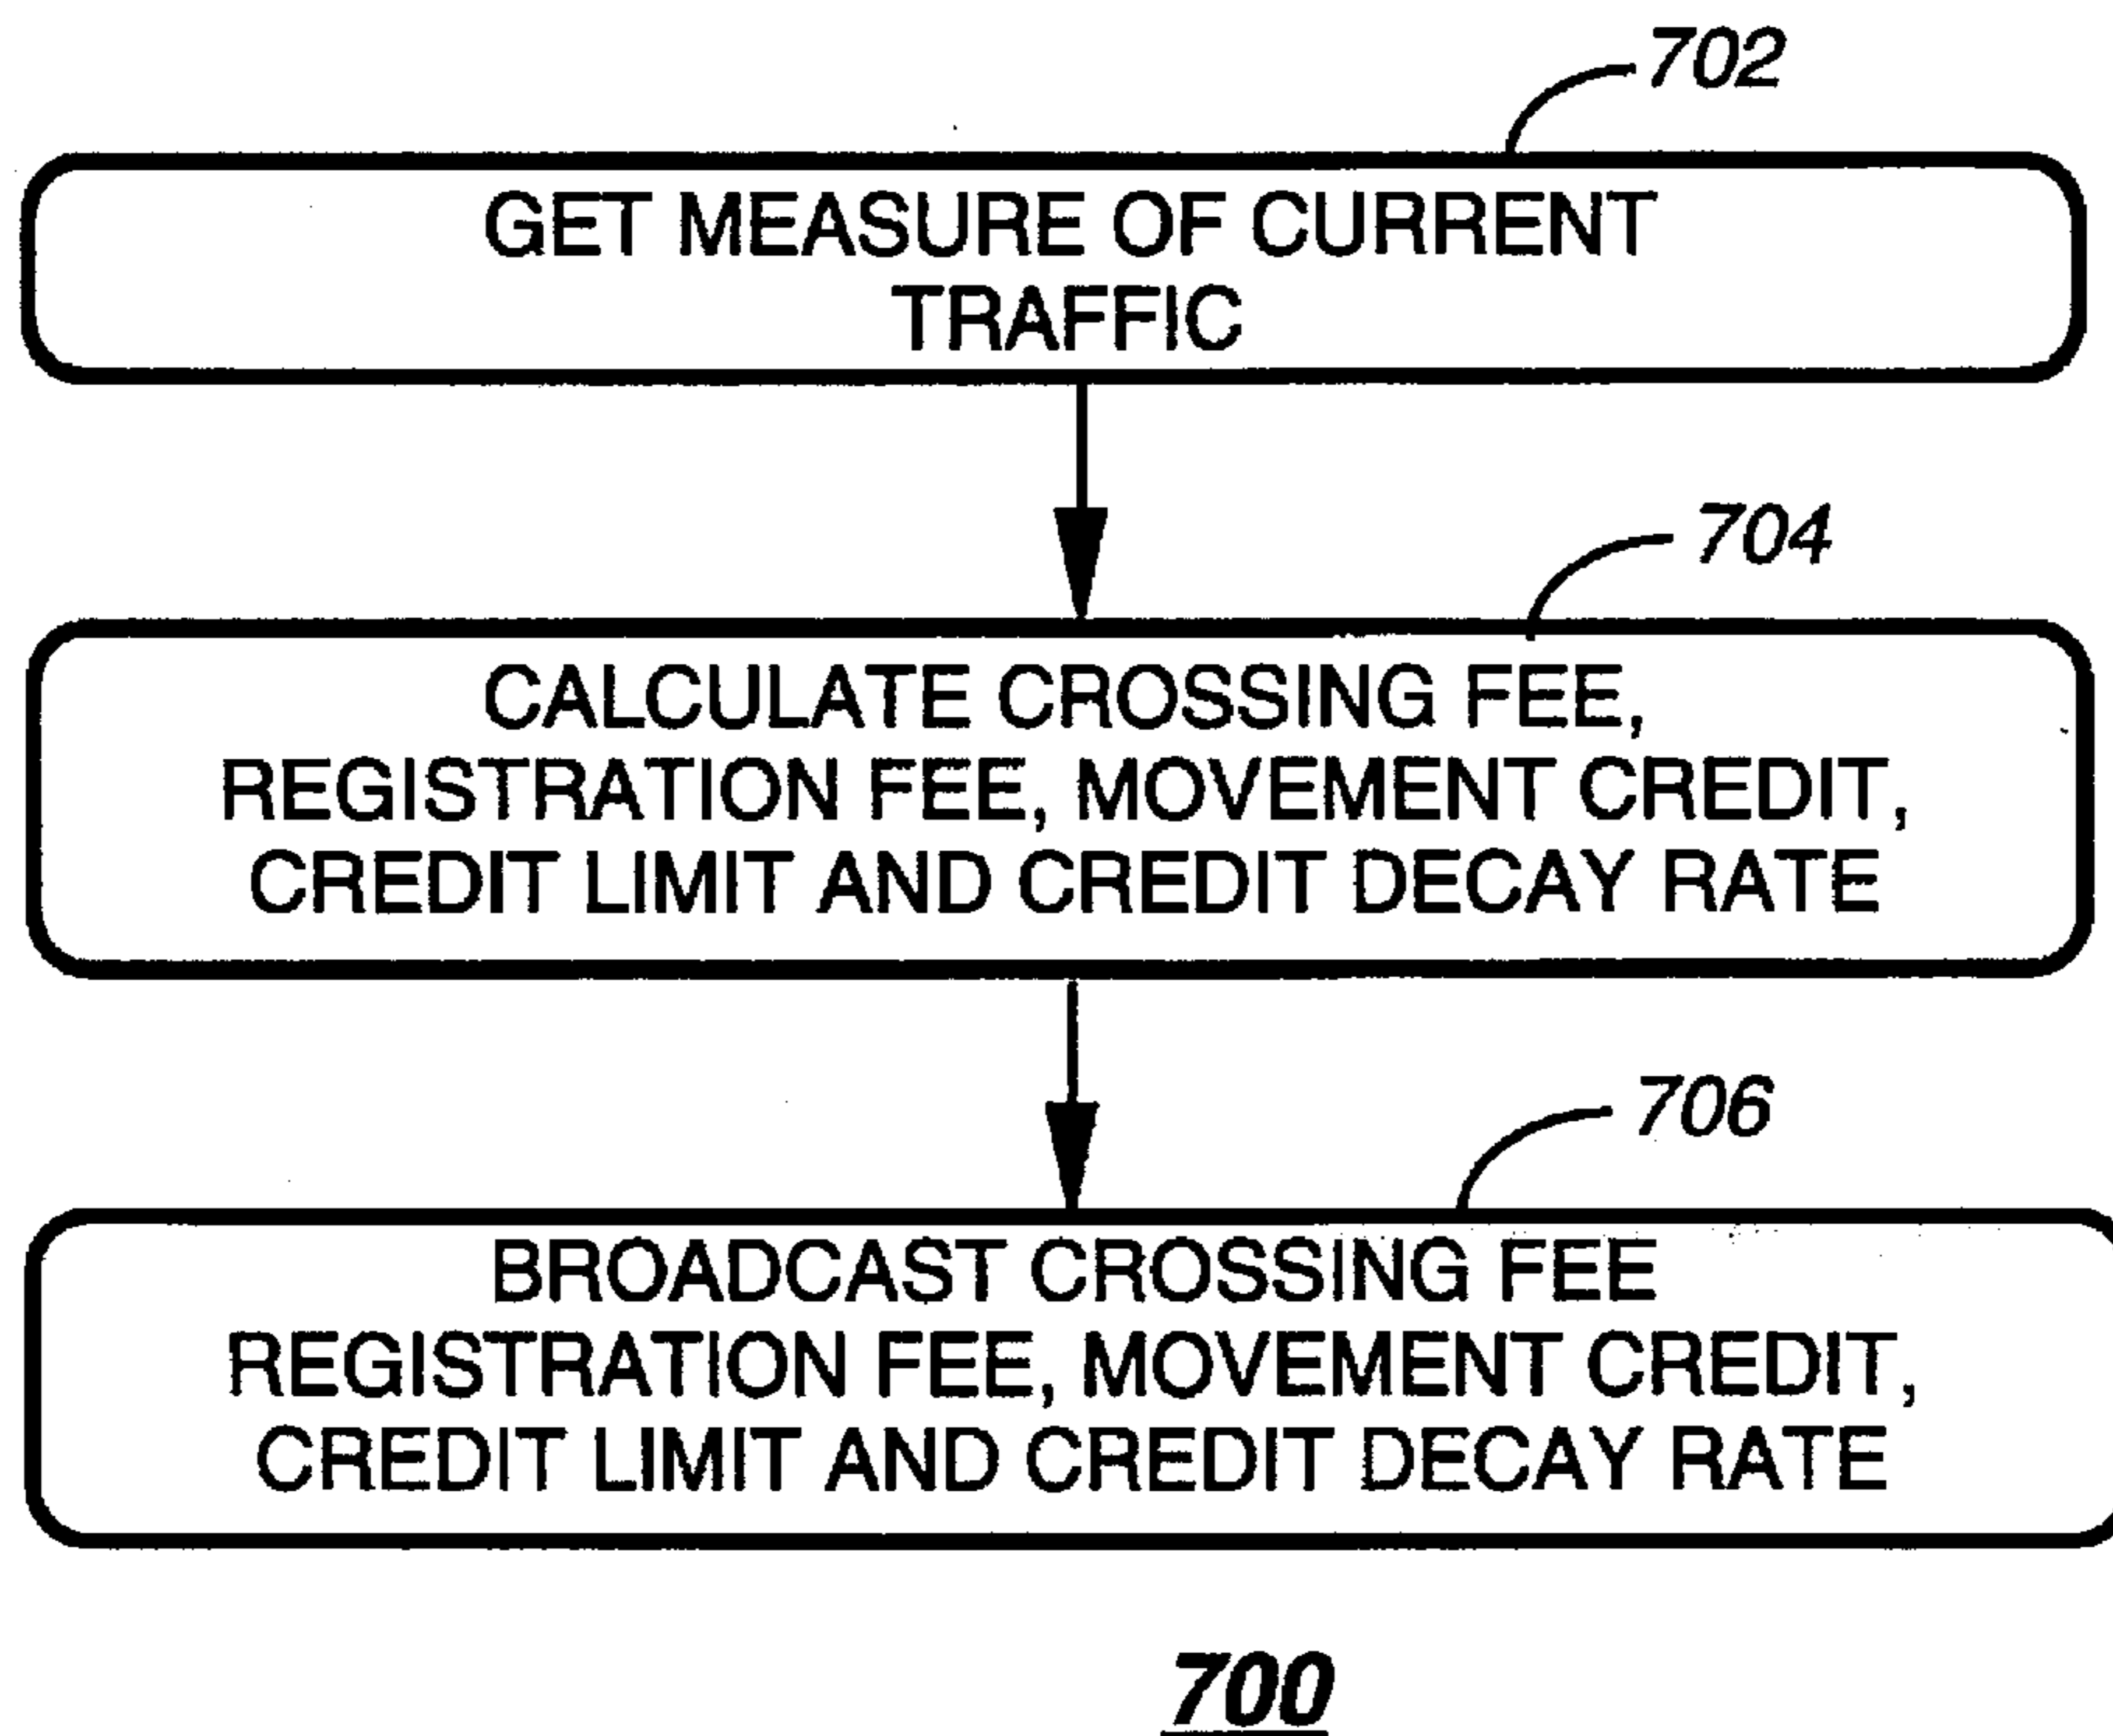 702
GET MEASURE OF CURRENT
TRAFFIC
704
CALCULATE CROSSING FEE,
REGISTRATION FEE, MOVEMENT CREDIT,
CREDIT LIMIT AND CREDIT DECAY RATE
706
BROADCAST CROSSING FEE
REGISTRATION FEE, MOVEMENT CREDIT,
CREDIT LIMIT AND CREDIT DECAY RATE
700